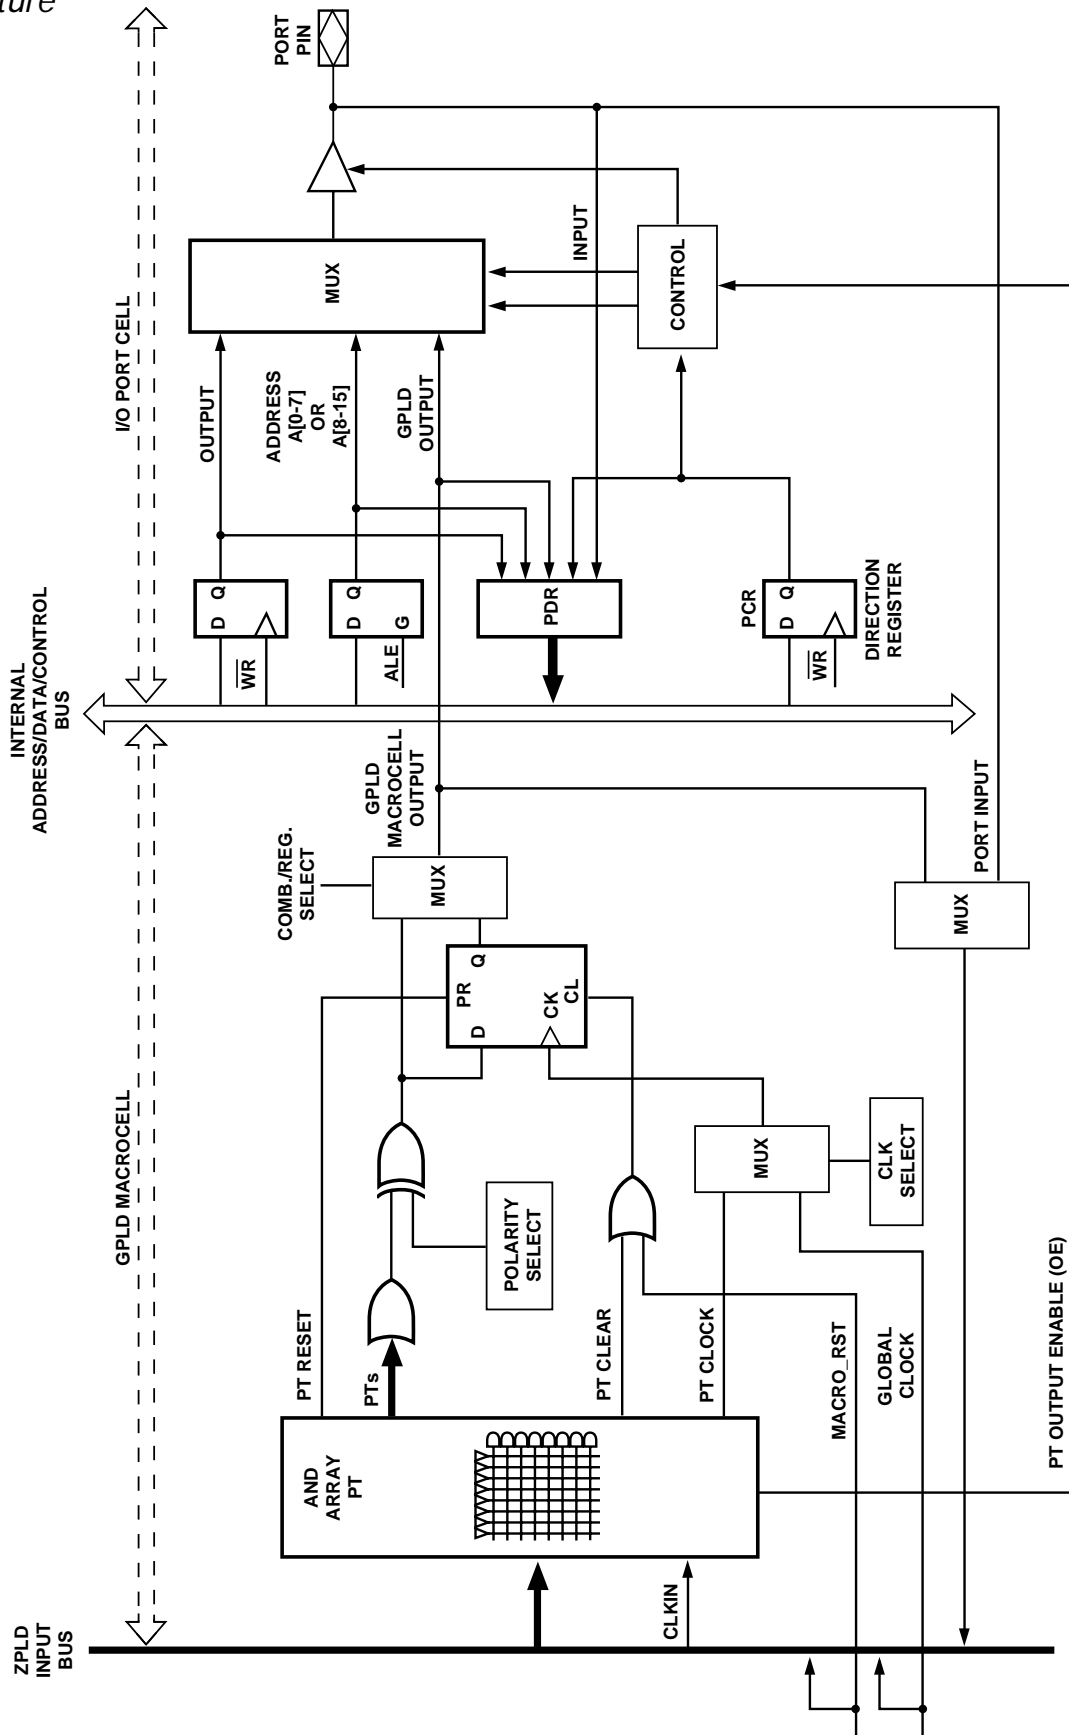 ture
PORT
PIN
I/O PORT CELL
MUX
INPUT
CONTROL
OUTPUT
ADDRESS
A[0-7]
OR
A[8-15]
GPLD
OUTPUT
D Q
WR
D Q
G
ALE
PDR
PCR
D Q
WR
DIRECTION
REGISTER
INTERNAL
ADDRESS/DATA/CONTROL
BUS
GPLD
MACROCELL
OUTPUT
PORT INPUT
COMB./REG.
SELECT
MUX
MUX
PR
Q
D
CK
CL
GPLD MACROCELL
POLARITY
SELECT
MUX
CLK
SELECT
PT RESET
PTs
PT CLEAR
PT CLOCK
MACRO_RST
GLOBAL
CLOCK
PT OUTPUT ENABLE (OE)
AND
ARRAY
PT
CLKIN
ZPLD
INPUT
BUS